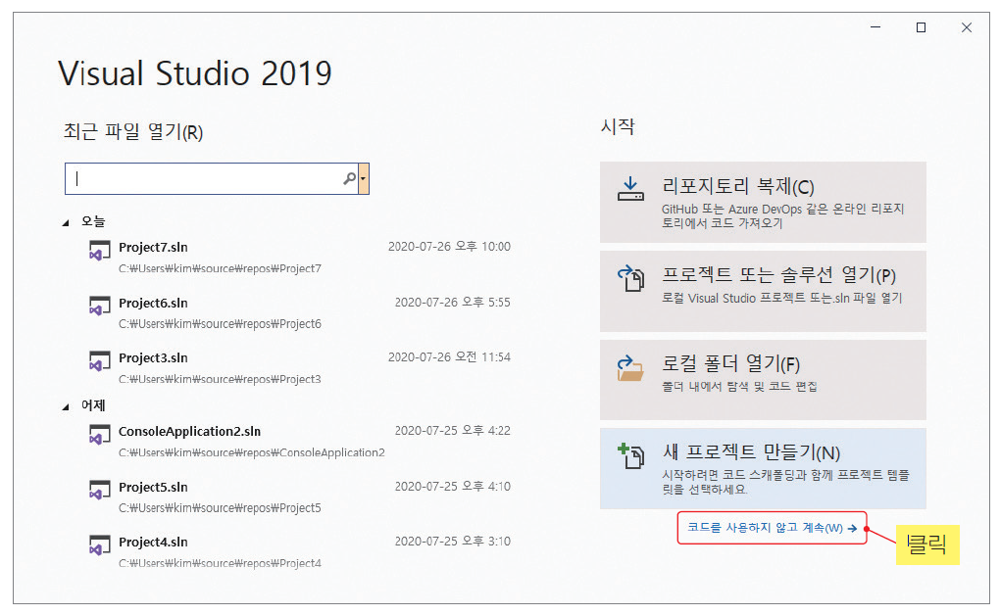 Visual Studio 2019
최근 파일 열기(R)
오늘
Project7.sln 2020-07-26 오후 10:00
C:₩Users₩kim₩source₩repos₩Project7
Project6.sln 2020-07-26 오후 5:55
C:₩Users₩kim₩source₩repos₩Project6
Project3.sln 2020-07-26 오전 11:54
C:₩Users₩kim₩source₩repos₩Project3
어제
ConsoleApplication2.sln 2020-07-25 오후 4:22
C:₩Users₩kim₩source₩repos₩ConsoleApplication2
Project5.sln 2020-07-25 오후 4:10
C:₩Users₩kim₩source₩repos₩Project5
Project4.sln 2020-07-25 오후 3:10
C:₩Users₩kim₩source₩repos₩Project4
시작
리포지토리 복제(C)
GitHub 또는 Azure DevOps 같은 온라인 리포지
토리에서 코드 가져오기
프로젝트 또는 솔루션 열기(P)
로컬 Visual Studio 프로젝트 또는.sln 파일 열기
로컬 폴더 열기(F)
폴더 내에서 탐색 및 코드 편집
새 프로젝트 만들기(N)
시작하려면 코드 스캐폴딩과 함께 프로젝트 템플
릿을 선택하세요.
코드를 사용하지 않고 계속(W) →
클릭